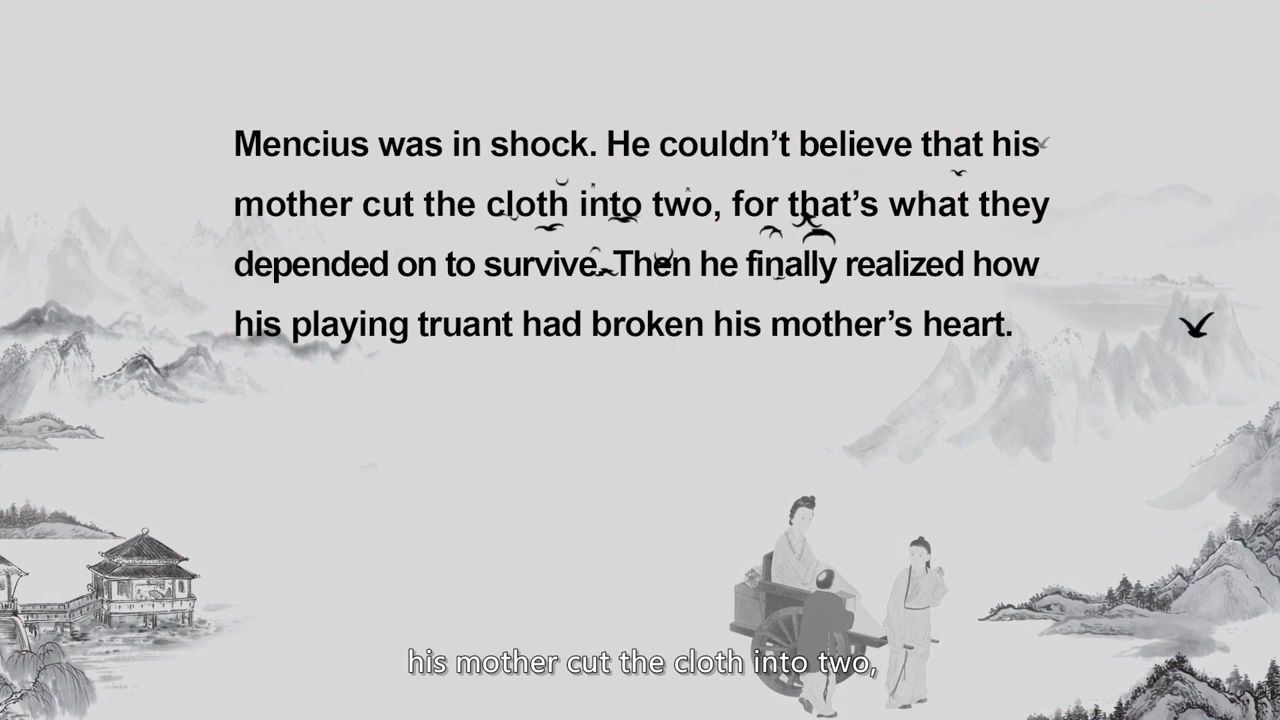 Mencius was in shock. He couldn’t believe that his
mother cut the cloth into two, for that’s what they
depended on to survive. Then he finally realized how
his playing truant had broken his mother’s heart.
his mother cut the cloth into two,